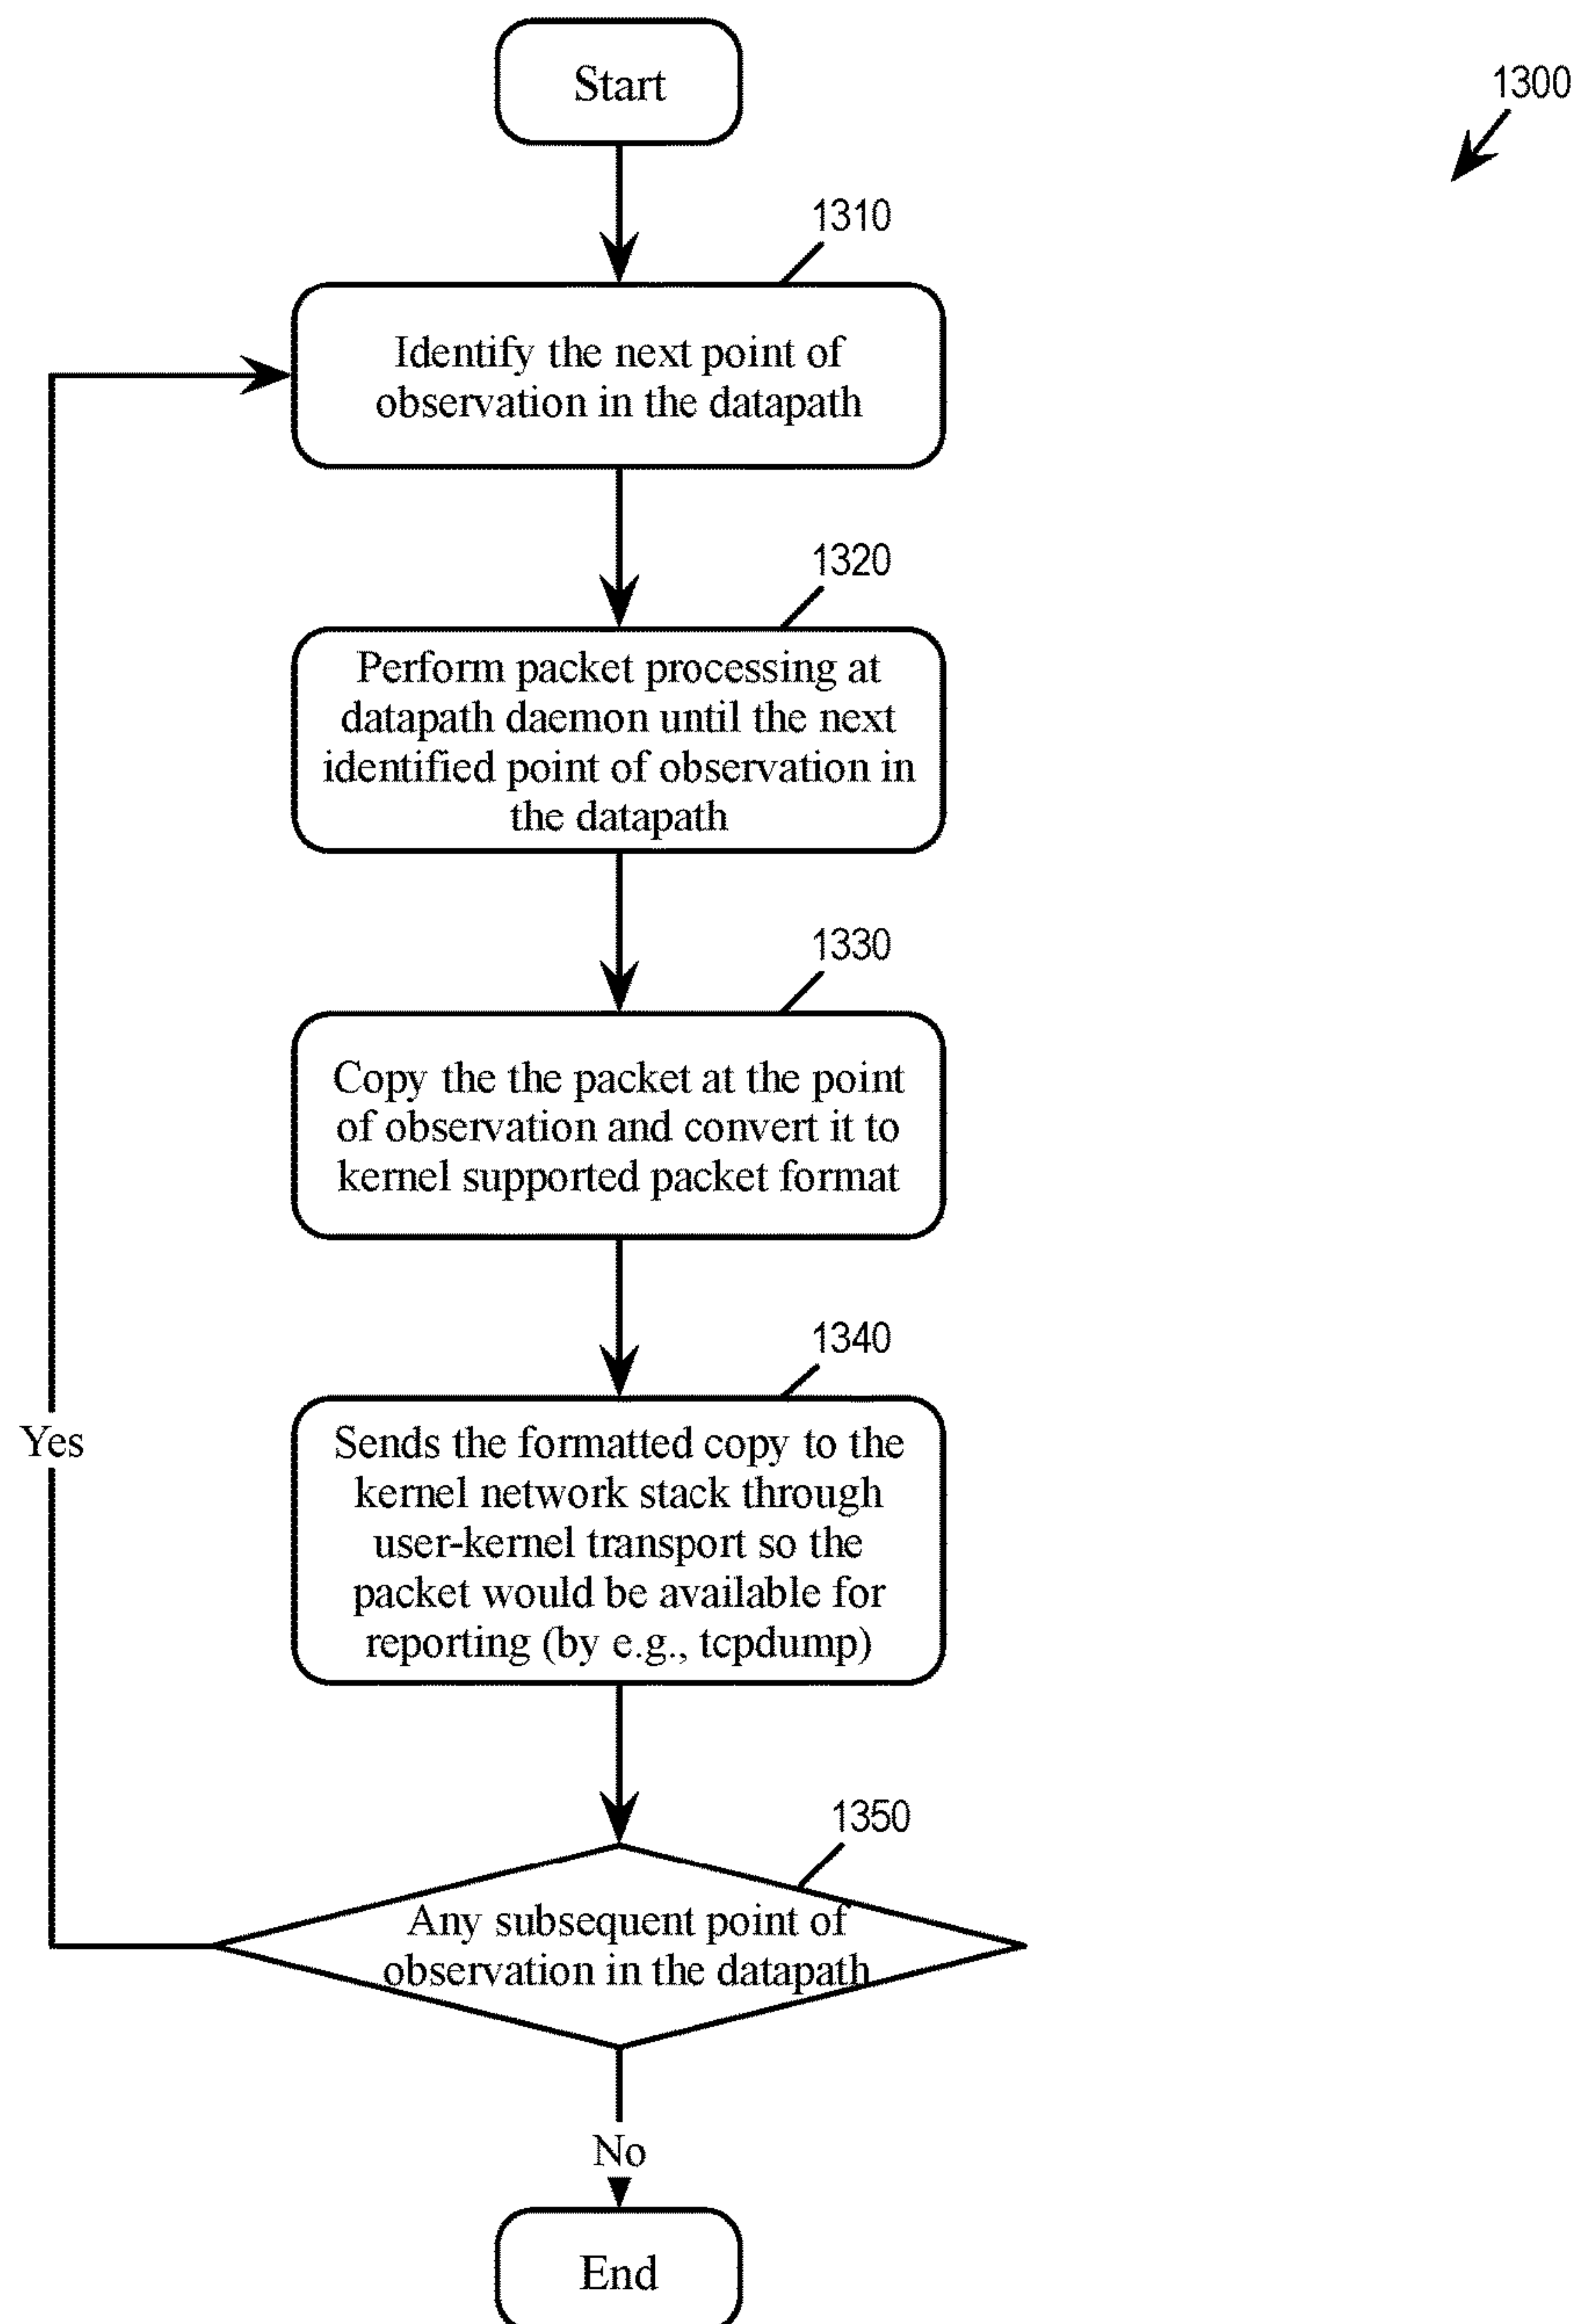 Start
1300
1310
Identify the next point of
observation in the datapath
1320
Perform packet processing at
datapath daemon until the next
identified point of observation in
the datapath
1330
Copy the the packet at the point
of observation and convert it to
kernel supported packet format
1340
Sends the formatted copy to the
kernel network stack through
user-kernel transport so the
packet would be available for
reporting (by e.g., tcpdump)
Yes
1350
Any subsequent point of
observation in the datapath
No
End